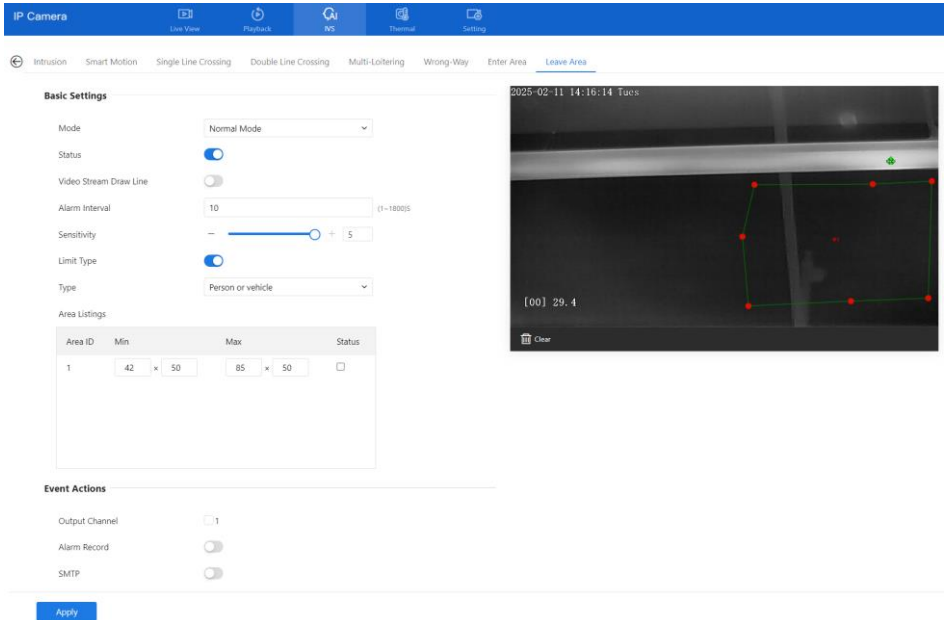 IP Camera
Live View Playback IVS Thermal Setting
Intrusion Smart Motion Single Line Crossing Double Line Crossing Multi-Loitering Wrong-Way Enter Area Leave Area
Basic Settings
2025-02-11 14:16:14 Tues
Mode Normal Mode
Status
Video Stream Draw Line
Alarm Interval 10 (1~1800)S
Sensitivity − + 5
Limit Type
Type Person or vehicle
[00] 29.4
Area Listings
Clear
Area ID Min Max Status
1 42 × 50 85 × 50
Event Actions
Output Channel 1
Alarm Record
SMTP
Apply